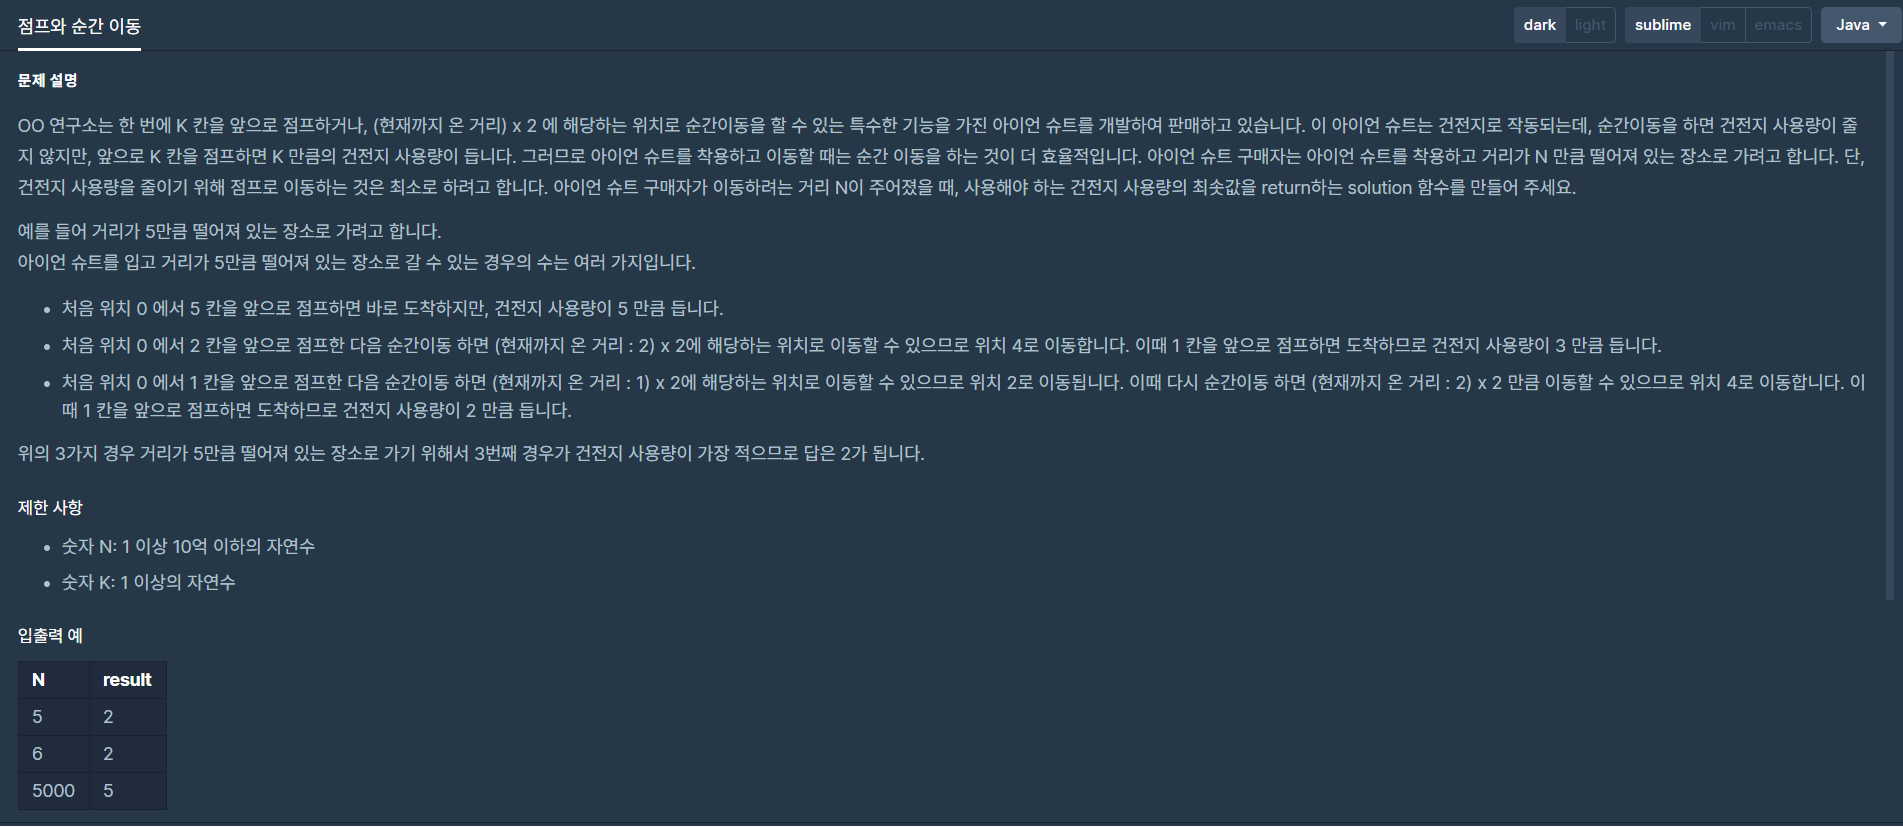 점프와 순간 이동
dark light sublime vim emacs Java
문제 설명
OO 연구소는 한 번에 K 칸을 앞으로 점프하거나, (현재까지 온 거리) x 2 에 해당하는 위치로 순간이동을 할 수 있는 특수한 기능을 가진 아이언 슈트를 개발하여 판매하고 있습니다. 이 아이언 슈트는 건전지로 작동되는데, 순간이동을 하면 건전지 사용량이 줄
지 않지만, 앞으로 K 칸을 점프하면 K 만큼의 건전지 사용량이 듭니다. 그러므로 아이언 슈트를 착용하고 이동할 때는 순간 이동을 하는 것이 더 효율적입니다. 아이언 슈트 구매자는 아이언 슈트를 착용하고 거리가 N 만큼 떨어져 있는 장소로 가려고 합니다. 단,
건전지 사용량을 줄이기 위해 점프로 이동하는 것은 최소로 하려고 합니다. 아이언 슈트 구매자가 이동하려는 거리 N이 주어졌을 때, 사용해야 하는 건전지 사용량의 최솟값을 return하는 solution 함수를 만들어 주세요.
예를 들어 거리가 5만큼 떨어져 있는 장소로 가려고 합니다.
아이언 슈트를 입고 거리가 5만큼 떨어져 있는 장소로 갈 수 있는 경우의 수는 여러 가지입니다.
• 처음 위치 0 에서 5 칸을 앞으로 점프하면 바로 도착하지만, 건전지 사용량이 5 만큼 듭니다.
• 처음 위치 0 에서 2 칸을 앞으로 점프한 다음 순간이동 하면 (현재까지 온 거리 : 2) x 2에 해당하는 위치로 이동할 수 있으므로 위치 4로 이동합니다. 이때 1 칸을 앞으로 점프하면 도착하므로 건전지 사용량이 3 만큼 듭니다.
• 처음 위치 0 에서 1 칸을 앞으로 점프한 다음 순간이동 하면 (현재까지 온 거리 : 1) x 2에 해당하는 위치로 이동할 수 있으므로 위치 2로 이동됩니다. 이때 다시 순간이동 하면 (현재까지 온 거리 : 2) x 2 만큼 이동할 수 있으므로 위치 4로 이동합니다. 이
때 1 칸을 앞으로 점프하면 도착하므로 건전지 사용량이 2 만큼 듭니다.
위의 3가지 경우 거리가 5만큼 떨어져 있는 장소로 가기 위해서 3번째 경우가 건전지 사용량이 가장 적으므로 답은 2가 됩니다.
제한 사항
• 숫자 N: 1 이상 10억 이하의 자연수
• 숫자 K: 1 이상의 자연수
입출력 예
N result
5 2
6 2
5000 5